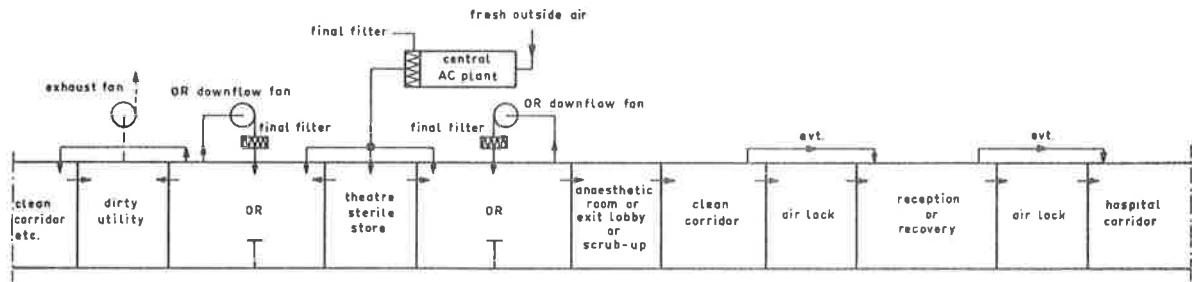 fresh outside air
final filter
central
AC plant
exhaust fan
OR downflow fan
OR downflow fan
final filter
final filter
evt.
evt.
clean
corridor
etc.
dirty
utility
OR
theatre
sterile
store
OR
anaesthetic
room or
exit lobby
or
scrub-up
clean
corridor
air lock
reception
or
recovery
air lock
hospital
corridor